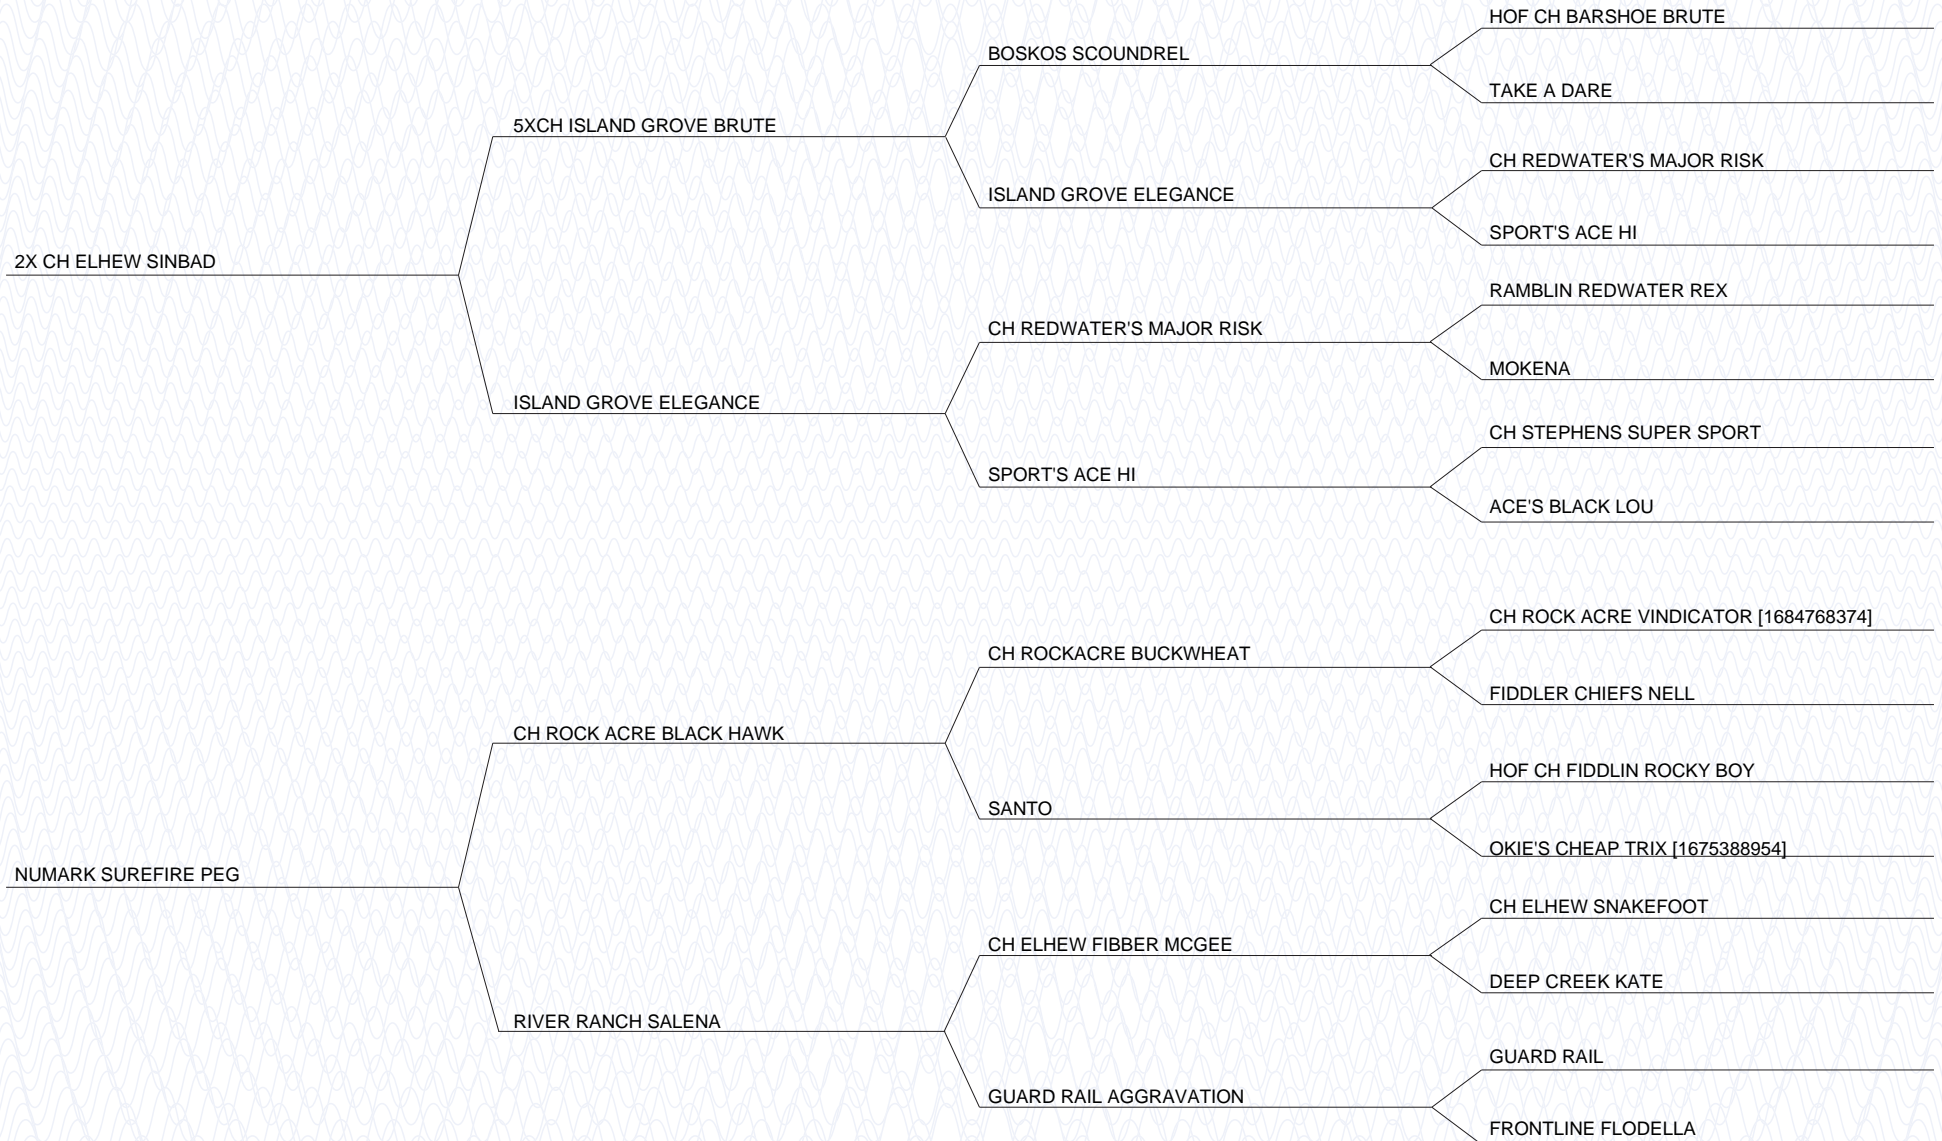 HOF CH BARSHOE BRUTE
BOSKOS SCOUNDREL
TAKE A DARE
5XCH ISLAND GROVE BRUTE
CH REDWATER'S MAJOR RISK
ISLAND GROVE ELEGANCE
SPORT'S ACE HI
2X CH ELHEW SINBAD
RAMBLIN REDWATER REX
CH REDWATER'S MAJOR RISK
MOKENA
ISLAND GROVE ELEGANCE
CH STEPHENS SUPER SPORT
SPORT'S ACE HI
ACE'S BLACK LOU
CH ROCK ACRE VINDICATOR [1684768374]
CH ROCKACRE BUCKWHEAT
FIDDLER CHIEFS NELL
CH ROCK ACRE BLACK HAWK
HOF CH FIDDLIN ROCKY BOY
SANTO
OKIE'S CHEAP TRIX [1675388954]
NUMARK SUREFIRE PEG
CH ELHEW SNAKEFOOT
CH ELHEW FIBBER MCGEE
DEEP CREEK KATE
RIVER RANCH SALENA
GUARD RAIL
GUARD RAIL AGGRAVATION
FRONTLINE FLODELLA